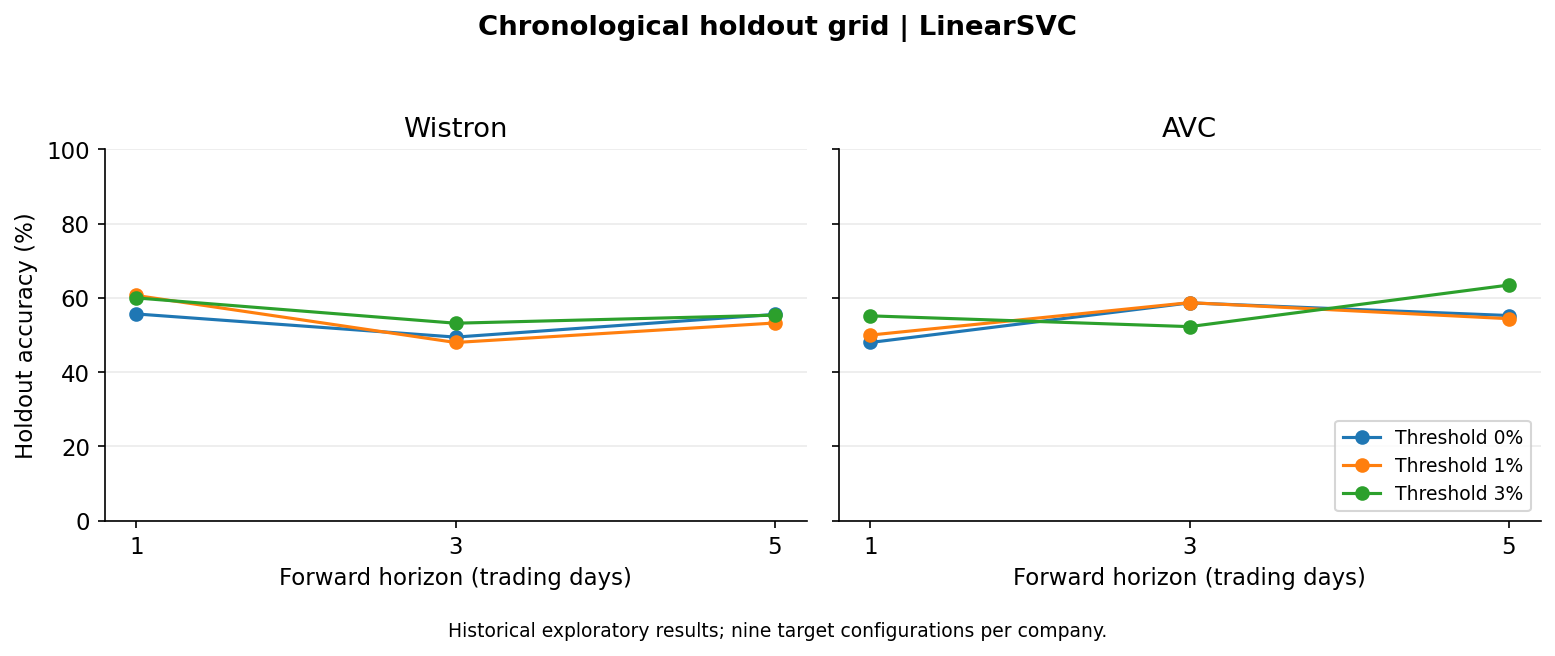 Chronological holdout grid | LinearSVC
Wistron
AVC
Holdout accuracy (%)
100
80
60
40
20
0
1
3
5
1
3
5
Threshold 0%
Threshold 1%
Threshold 3%
Forward horizon (trading days)
Forward horizon (trading days)
Historical exploratory results; nine target configurations per company.